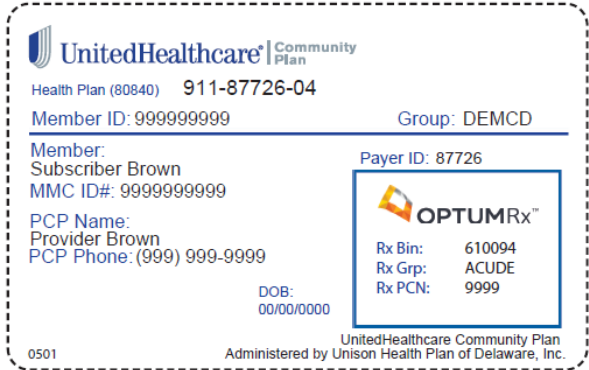 UnitedHealthcare® | Community Plan
Health Plan (80840) 911-87726-04
Member ID: 999999999 Group: DEMCD
Member:
Subscriber Brown
MMC ID#: 9999999999
PCP Name:
Provider Brown
PCP Phone: (999) 999-9999
Payer ID: 87726
OPTUMRx™
Rx Bin: 610094
Rx Grp: ACUDE
Rx PCN: 9999
DOB:
00/00/0000
0501
UnitedHealthcare Community Plan
Administered by Unison Health Plan of Delaware, Inc.